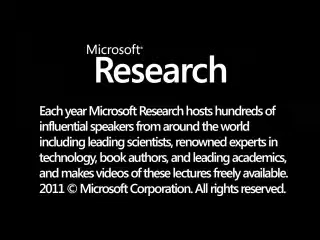 Microsoft®
Research
Each year Microsoft Research hosts hundreds of
influential speakers from around the world
including leading scientists, renowned experts in
technology, book authors, and leading academics,
and makes videos of these lectures freely available.
2011 © Microsoft Corporation. All rights reserved.